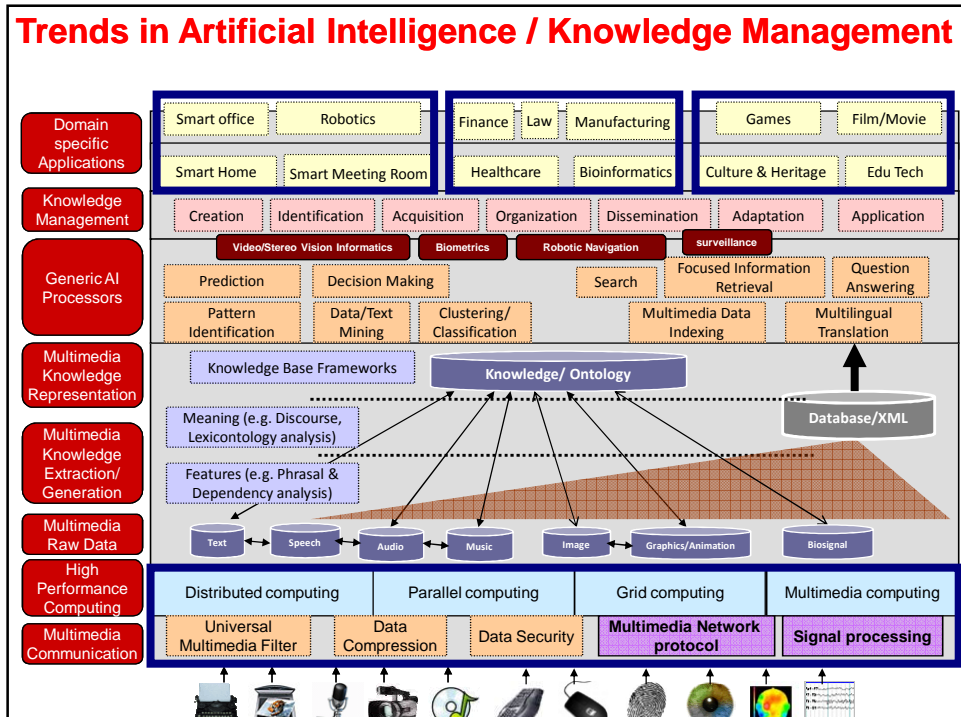 Trends in Artificial Intelligence / Knowledge Management
Domain
specific
Applications
Smart office
Robotics
Finance
Law
Manufacturing
Games
Film/Movie
Smart Home
Smart Meeting Room
Healthcare
Bioinformatics
Culture & Heritage
Edu Tech
Knowledge
Management
Creation
Identification
Acquisition
Organization
Dissemination
Adaptation
Application
Video/Stereo Vision Informatics
Biometrics
Robotic Navigation
surveillance
Generic AI
Processors
Prediction
Decision Making
Search
Focused Information
Retrieval
Question
Answering
Pattern
Identification
Data/Text
Mining
Clustering/
Classification
Multimedia Data
Indexing
Multilingual
Translation
Multimedia
Knowledge
Representation
Knowledge Base Frameworks
Knowledge/ Ontology
Database/XML
Multimedia
Knowledge
Extraction/
Generation
Meaning (e.g. Discourse,
Lexicontology analysis)
Features (e.g. Phrasal &
Dependency analysis)
Multimedia
Raw Data
Text
Speech
Audio
Music
Image
Graphics/Animation
Biosignal
High
Performance
Computing
Distributed computing
Parallel computing
Grid computing
Multimedia computing
Multimedia
Communication
Universal
Multimedia Filter
Data
Compression
Data Security
Multimedia Network
protocol
Signal processing